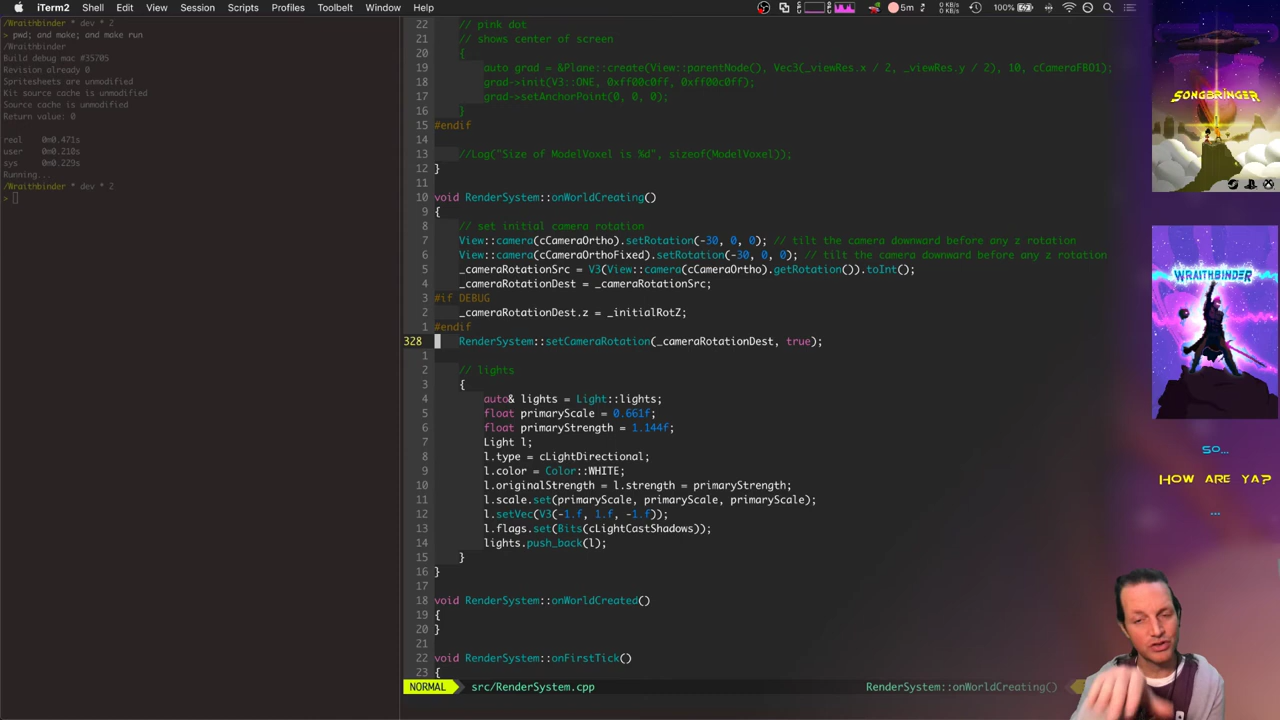 iTerm2 Shell Edit View Session Scripts Profiles Toolbelt Window Help
5m
0 KB/s
0 KB/s
100%
/Wraithbinder * dev * 2
> pwd; and make; and make run
/Wraithbinder
Build debug mac #35705
Revision already 0
Spritesheets are unmodified
Kit source cache is unmodified
Source cache is unmodified
Return value: 0
real 0m0.471s
user 0m0.210s
sys 0m0.229s
Running...
/Wraithbinder * dev * 2
>
22 // pink dot
21 // shows center of screen
20 {
19 auto grad = &Plane::create(View::parentNode(), Vec3(_viewRes.x / 2, _viewRes.y / 2), 10, cCameraFBO1);
18 grad->init(V3::ONE, 0xff00c0ff, 0xff00c0ff);
17 grad->setAnchorPoint(0, 0, 0);
16 }
15 #endif
14
13 //Log("Size of ModelVoxel is %d", sizeof(ModelVoxel));
12 }
11
10 void RenderSystem::onWorldCreating()
9 {
8 // set initial camera rotation
7 View::camera(cCameraOrtho).setRotation(-30, 0, 0); // tilt the camera downward before any z rotation
6 View::camera(cCameraOrthoFixed).setRotation(-30, 0, 0); // tilt the camera downward before any z rotation
5 _cameraRotationSrc = V3(View::camera(cCameraOrtho).getRotation()).toInt();
4 _cameraRotationDest = _cameraRotationSrc;
3 #if DEBUG
2 _cameraRotationDest.z = _initialRotZ;
1 #endif
328 RenderSystem::setCameraRotation(_cameraRotationDest, true);
1
2 // lights
3 {
4 auto& lights = Light::lights;
5 float primaryScale = 0.661f;
6 float primaryStrength = 1.144f;
7 Light l;
8 l.type = cLightDirectional;
9 l.color = Color::WHITE;
10 l.originalStrength = l.strength = primaryStrength;
11 l.scale.set(primaryScale, primaryScale, primaryScale);
12 l.setVec(V3(-1.f, 1.f, -1.f));
13 l.flags.set(Bits(cLightCastShadows));
14 lights.push_back(l);
15 }
16 }
17
18 void RenderSystem::onWorldCreated()
19 {
20 }
21
22 void RenderSystem::onFirstTick()
23 {
NORMAL src/RenderSystem.cpp RenderSystem::onWorldCreating()
SONGBRINGER
WRAITHBINDER
SO...
HOW ARE YA?
...